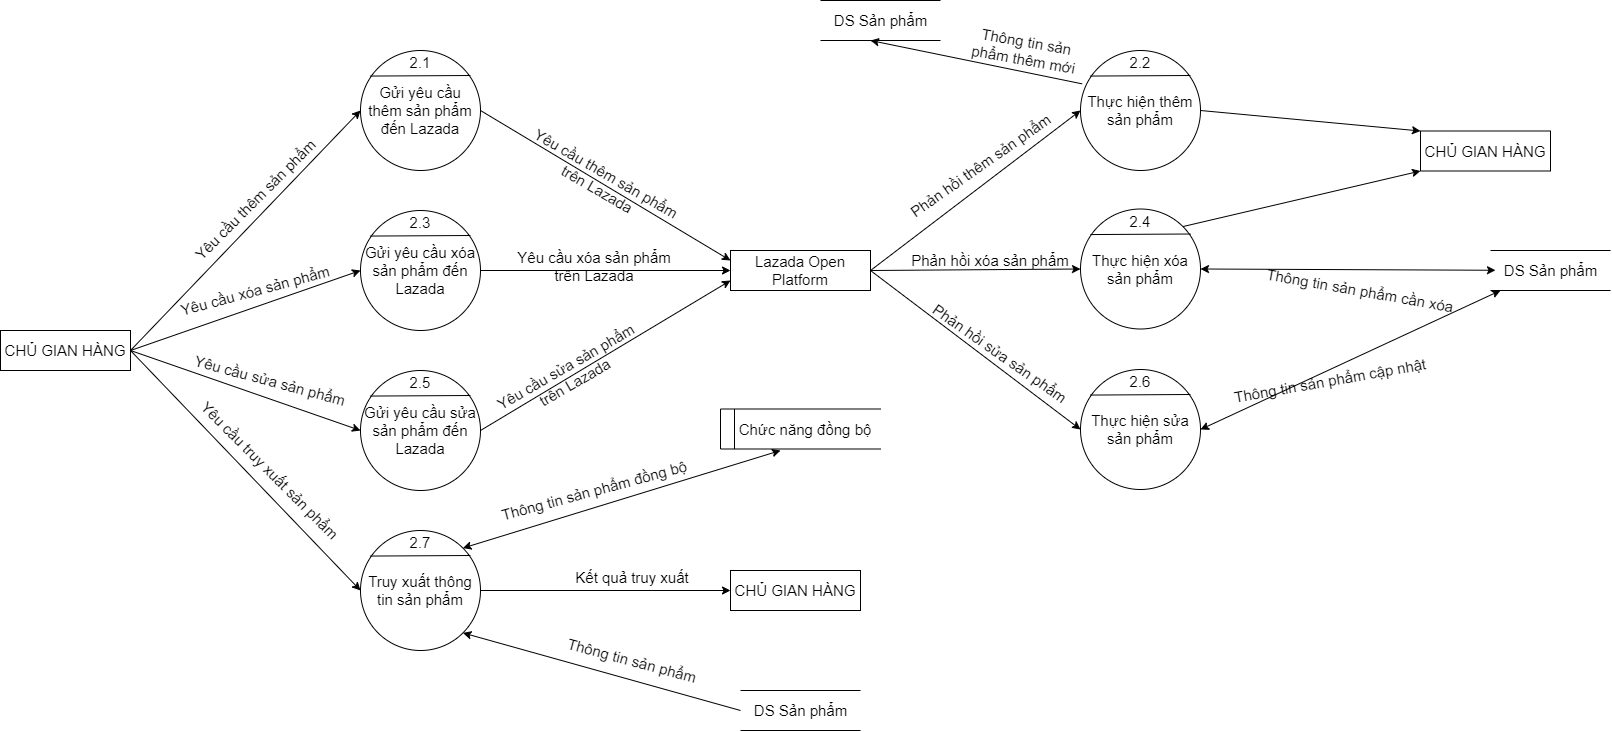 DS Sản phẩm
Thông tin sản
phẩm thêm mới
2.1
Gửi yêu cầu
thêm sản phẩm
đến Lazada
2.2
Thực hiện thêm
sản phẩm
Yêu cầu thêm sản phẩm
Yêu cầu thêm sản phẩm
trên Lazada
Phản hồi thêm sản phẩm
CHỦ GIAN HÀNG
2.3
Gửi yêu cầu xóa
sản phẩm đến
Lazada
Yêu cầu xóa sản phẩm
Yêu cầu xóa sản phẩm
trên Lazada
Lazada Open
Platform
Phản hồi xóa sản phẩm
2.4
Thực hiện xóa
sản phẩm
Thông tin sản phẩm cần xóa
DS Sản phẩm
CHỦ GIAN HÀNG
Yêu cầu sửa sản phẩm
2.5
Gửi yêu cầu sửa
sản phẩm đến
Lazada
Yêu cầu sửa sản phẩm
trên Lazada
Phản hồi sửa sản phẩm
2.6
Thực hiện sửa
sản phẩm
Thông tin sản phẩm cập nhật
Yêu cầu truy xuất sản phẩm
Chức năng đồng bộ
Thông tin sản phẩm đồng bộ
2.7
Truy xuất thông
tin sản phẩm
Kết quả truy xuất
CHỦ GIAN HÀNG
Thông tin sản phẩm
DS Sản phẩm